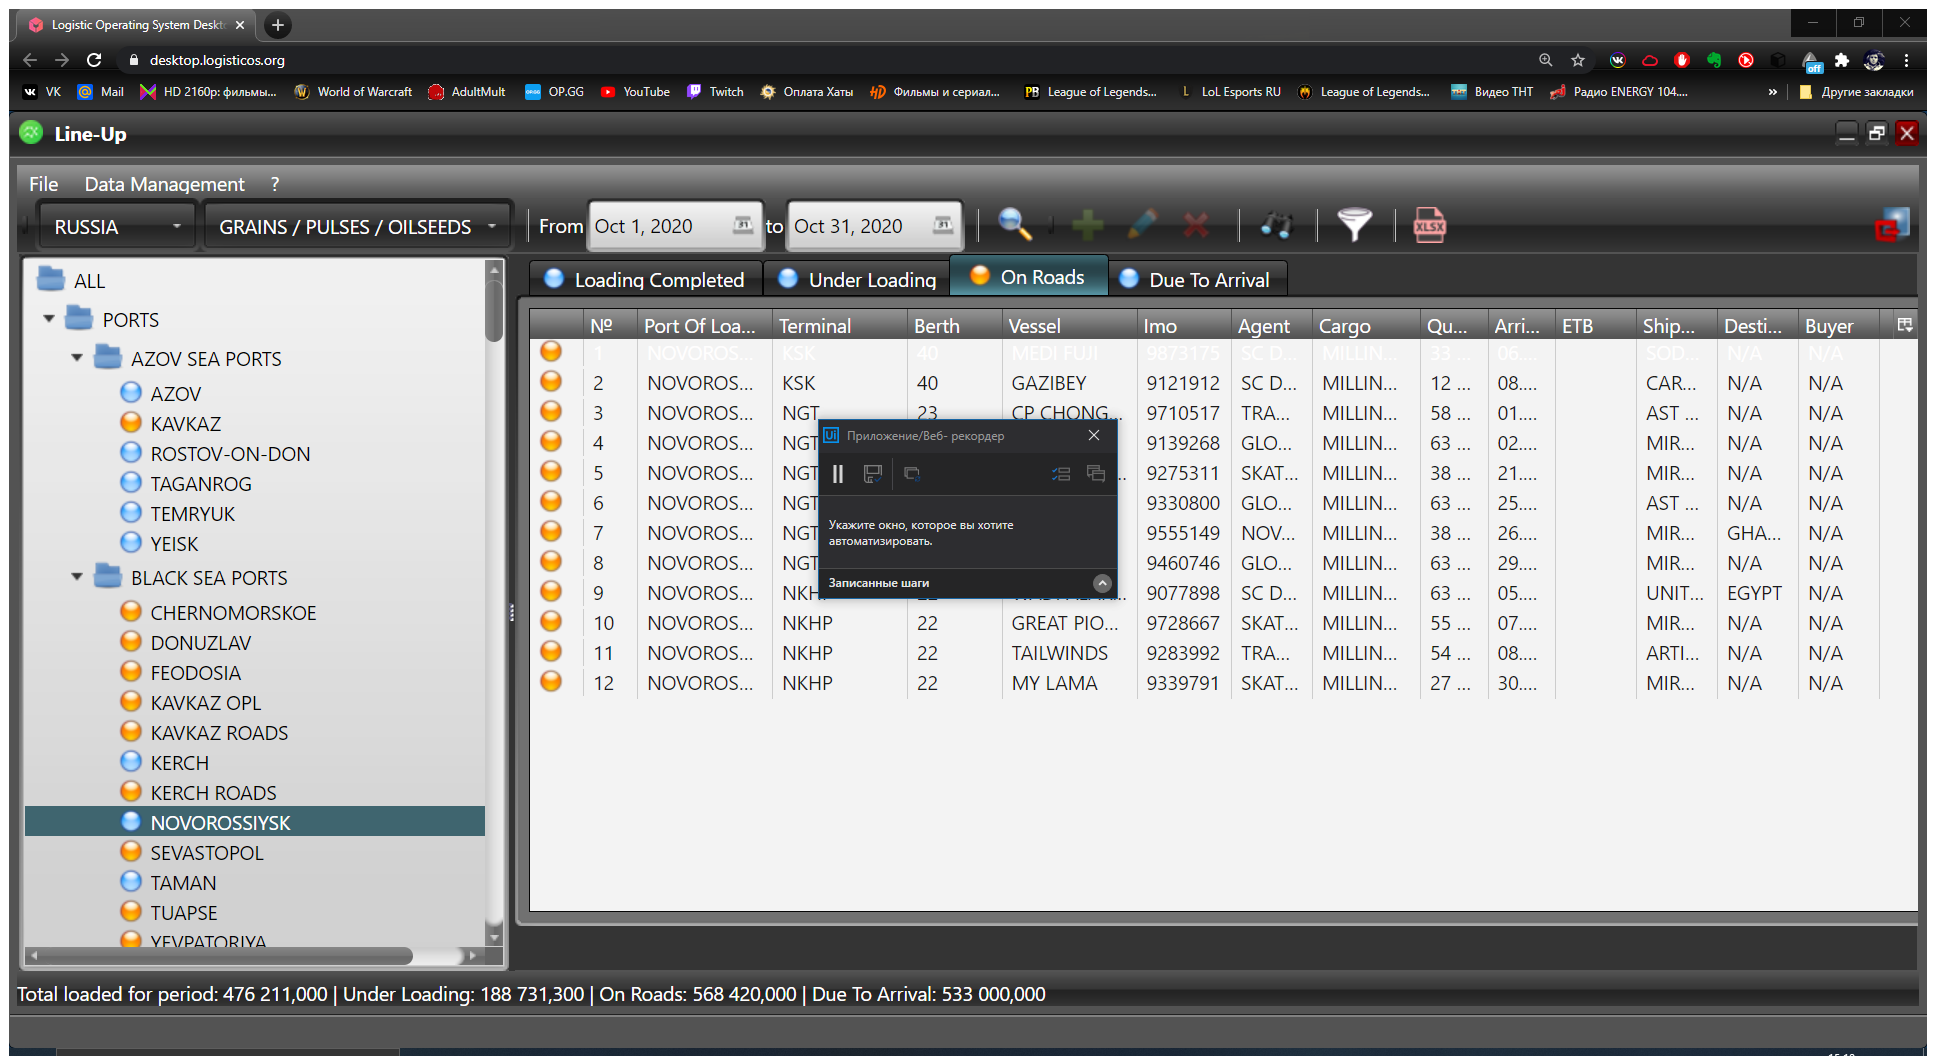 Logistic Operating System Deskt
desktop.logisticos.org
off
VK Mail HD 2160p: фильмы... World of Warcraft AdultMult OP.GG YouTube Twitch Оплата Хаты Фильмы и сериал... League of Legends... LoL Esports RU League of Legends... Видео ТНТ Радио ENERGY 104.... » Другие закладки
Line-Up
File Data Management ?
RUSSIA GRAINS / PULSES / OILSEEDS From Oct 1, 2020 31 to Oct 31, 2020 31 XLSX
Loading Completed Under Loading On Roads Due To Arrival
ALL
PORTS
AZOV SEA PORTS
AZOV
KAVKAZ
ROSTOV-ON-DON
TAGANROG
TEMRYUK
YEISK
BLACK SEA PORTS
CHERNOMORSKOE
DONUZLAV
FEODOSIA
KAVKAZ OPL
KAVKAZ ROADS
KERCH
KERCH ROADS
NOVOROSSIYSK
SEVASTOPOL
TAMAN
TUAPSE
YEVPATORIYA
Nº Port Of Loa... Terminal Berth Vessel Imo Agent Cargo Qu... Arri... ETB Ship... Desti... Buyer
1 NOVOROS... KSK 40 MEDI FUJI 9873175 SC D... MILLIN... 33 ... 06.... SOD... N/A N/A
2 NOVOROS... KSK 40 GAZIBEY 9121912 SC D... MILLIN... 12 ... 08.... CAR... N/A N/A
3 NOVOROS... NGT 23 CP CHONG... 9710517 TRA... MILLIN... 58 ... 01.... AST ... N/A N/A
4 NOVOROS... NGT 9139268 GLO... MILLIN... 63 ... 02.... MIR... N/A N/A
5 NOVOROS... NGT 9275311 SKAT... MILLIN... 38 ... 21.... MIR... N/A N/A
6 NOVOROS... NGT 9330800 GLO... MILLIN... 63 ... 25.... AST ... N/A N/A
7 NOVOROS... NGT 9555149 NOV... MILLIN... 38 ... 26.... MIR... GHA... N/A
8 NOVOROS... NGT 9460746 GLO... MILLIN... 63 ... 29.... MIR... N/A N/A
9 NOVOROS... NKHP 9077898 SC D... MILLIN... 63 ... 05.... UNIT... EGYPT N/A
10 NOVOROS... NKHP 22 GREAT PIO... 9728667 SKAT... MILLIN... 55 ... 07.... MIR... N/A N/A
11 NOVOROS... NKHP 22 TAILWINDS 9283992 TRA... MILLIN... 54 ... 08.... ARTI... N/A N/A
12 NOVOROS... NKHP 22 MY LAMA 9339791 SKAT... MILLIN... 27 ... 30.... MIR... N/A N/A
Ui Приложение/Веб- рекордер
Укажите окно, которое вы хотите
автоматизировать.
Записанные шаги
Total loaded for period: 476 211,000 | Under Loading: 188 731,300 | On Roads: 568 420,000 | Due To Arrival: 533 000,000